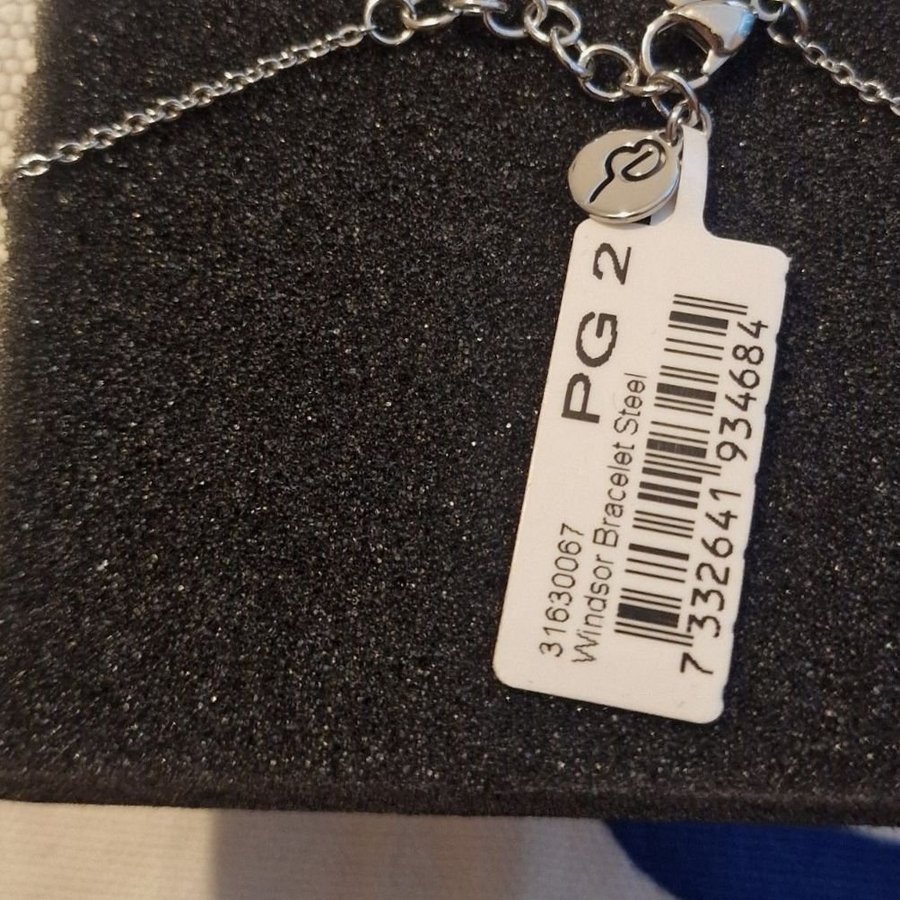 PG 2
31630067
Windsor Bracelet Steel
7 332641 934684